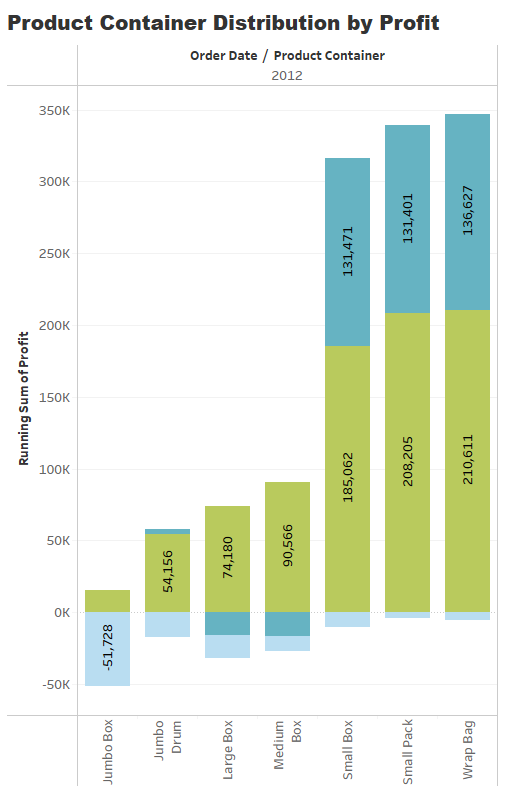 Product Container Distribution by Profit
Order Date / Product Container
2012
350K
300K
250K
200K
150K
100K
50K
0K
-50K
Running Sum of Profit
-51,728
54,156
74,180
90,566
131,471
185,062
131,401
208,205
136,627
210,611
Jumbo Box
Jumbo
Drum
Large Box
Medium
Box
Small Box
Small Pack
Wrap Bag